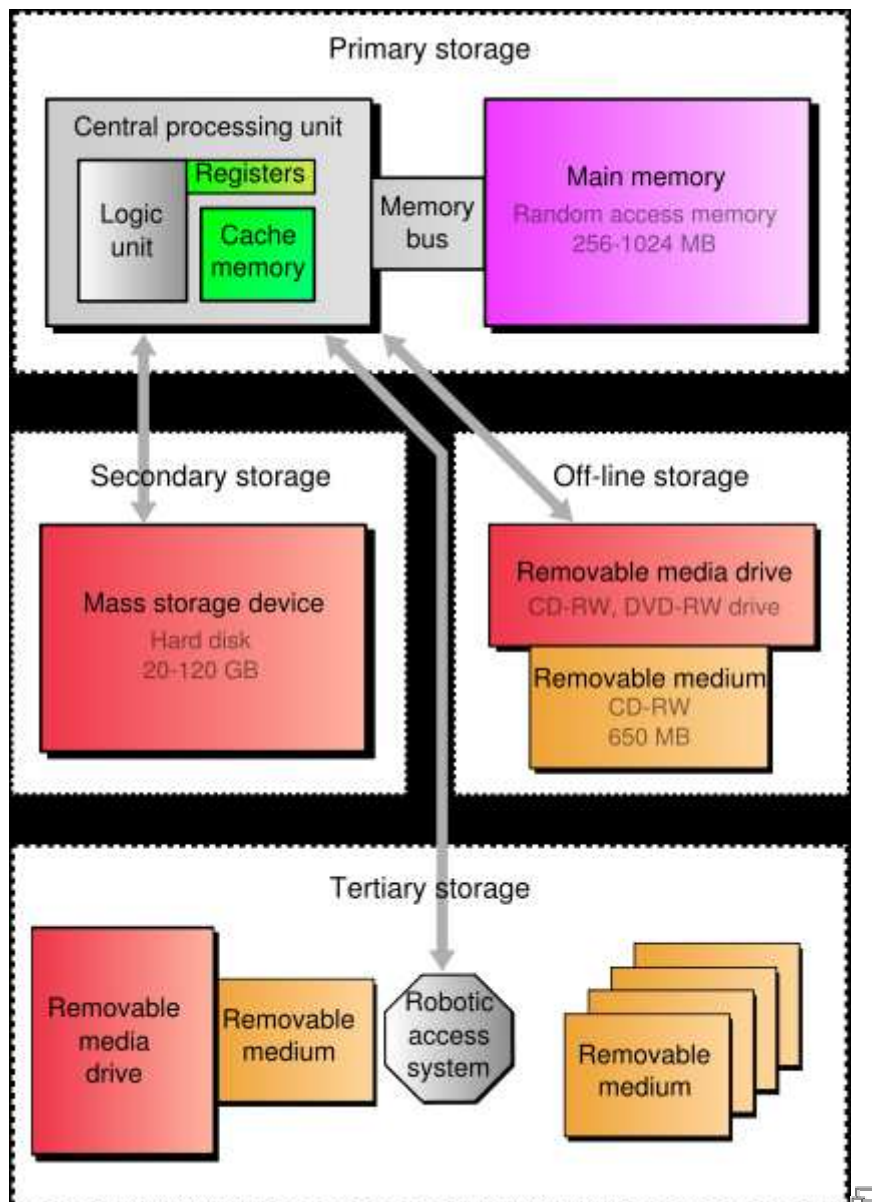 Primary storage
Central processing unit
Logic
unit
Registers
Cache
memory
Memory
bus
Main memory
Random access memory
256-1024 MB
Secondary storage
Mass storage device
Hard disk
20-120 GB
Off-line storage
Removable media drive
CD-RW, DVD-RW drive
Removable medium
CD-RW
650 MB
Tertiary storage
Removable
media
drive
Removable
medium
Robotic
access
system
Removable
medium